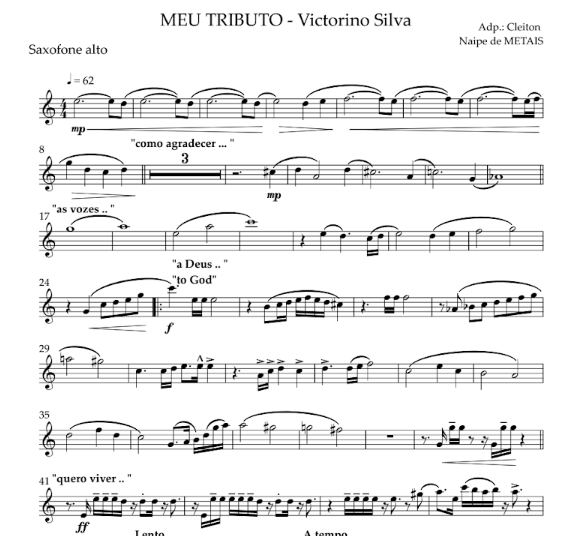 MEU TRIBUTO - Victorino Silva
Adp.: Cleiton
Naipe de METAIS
Saxofone alto
♩ = 62
mp
"como agradecer ... "
8
3
mp
"as vozes .. "
17
"a Deus .. "
"to God"
24
f
29
35
"quero viver .. "
41
ff
Lento
A tempo